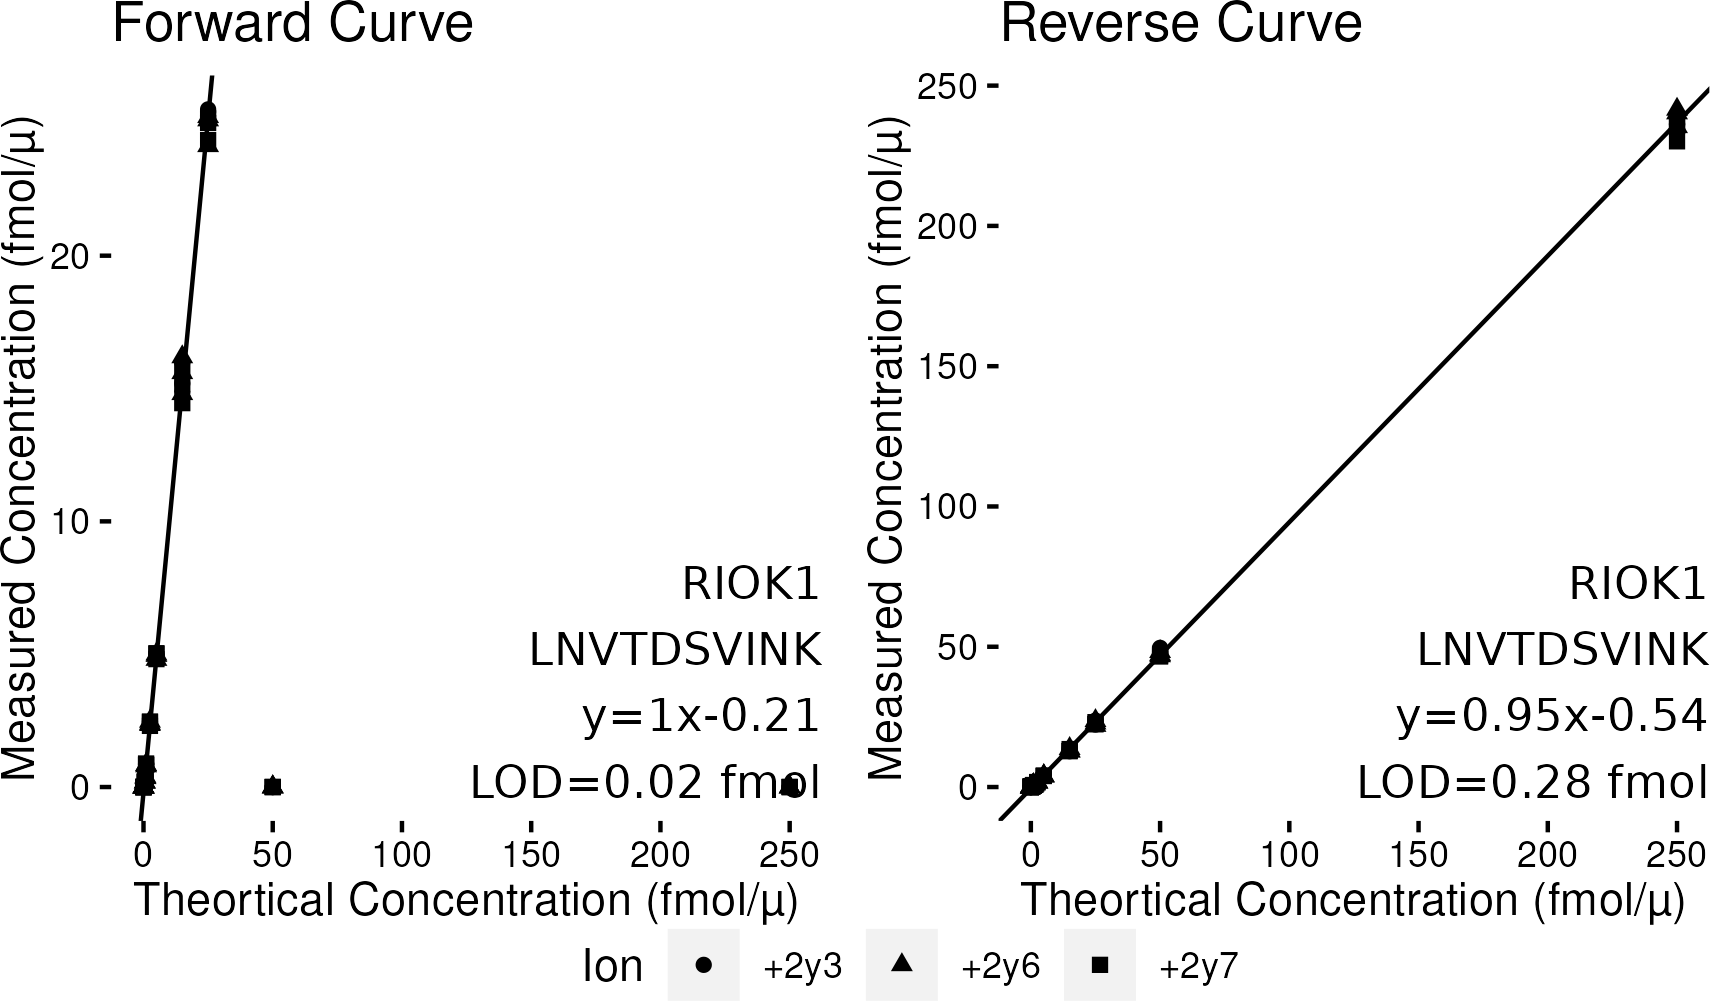 Forward Curve
Measured Concentration (fmol/µ)
20
10
0
RIOK1
LNVTDSVINK
y=1x-0.21
LOD=0.02 fmol
0 50 100 150 200 250
Theortical Concentration (fmol/µ)
Reverse Curve
Measured Concentration (fmol/µ)
250
200
150
100
50
0
RIOK1
LNVTDSVINK
y=0.95x-0.54
LOD=0.28 fmol
0 50 100 150 200 250
Theortical Concentration (fmol/µ)
Ion +2y3 +2y6 +2y7